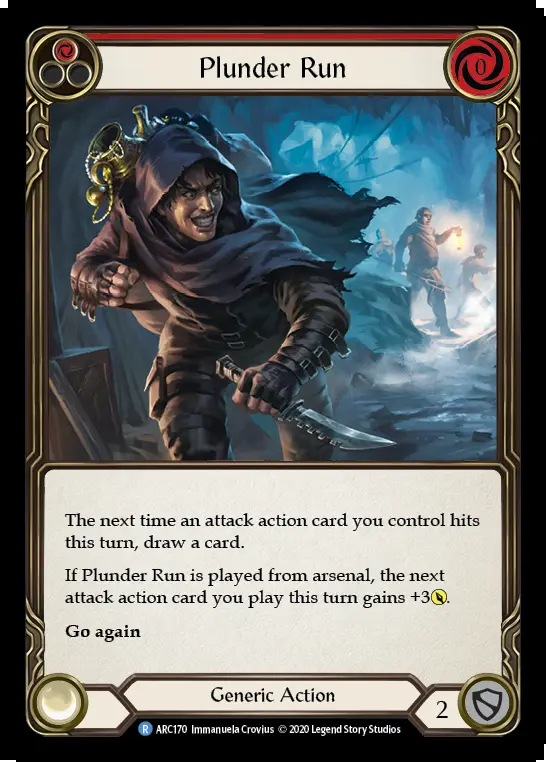 Plunder Run
0
The next time an attack action card you control hits
this turn, draw a card.
If Plunder Run is played from arsenal, the next
attack action card you play this turn gains +3.
Go again
Generic Action
2
R ARC170 Immanuela Crovius © 2020 Legend Story Studios